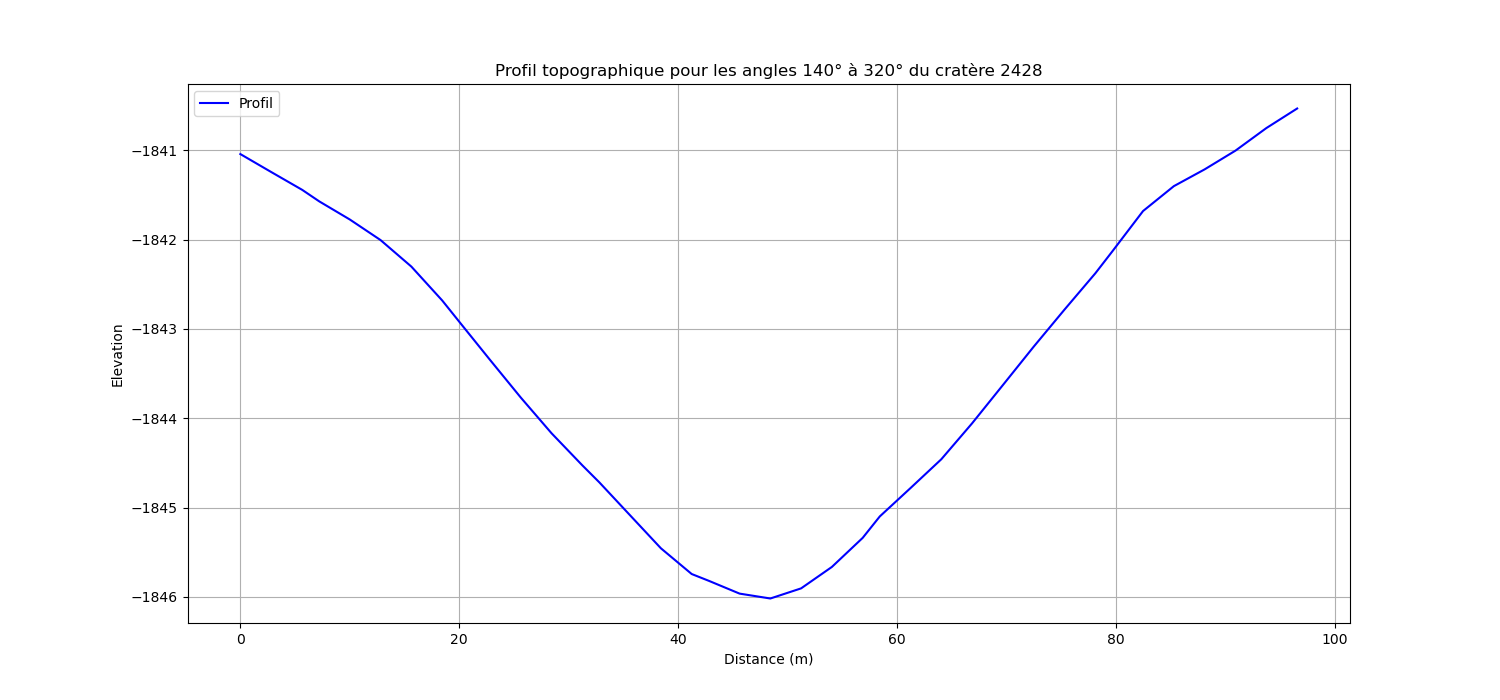 Profil topographique pour les angles 140° à 320° du cratère 2428
Profil
−1841
−1842
−1843
−1844
−1845
−1846
Elevation
0 20 40 60 80 100
Distance (m)